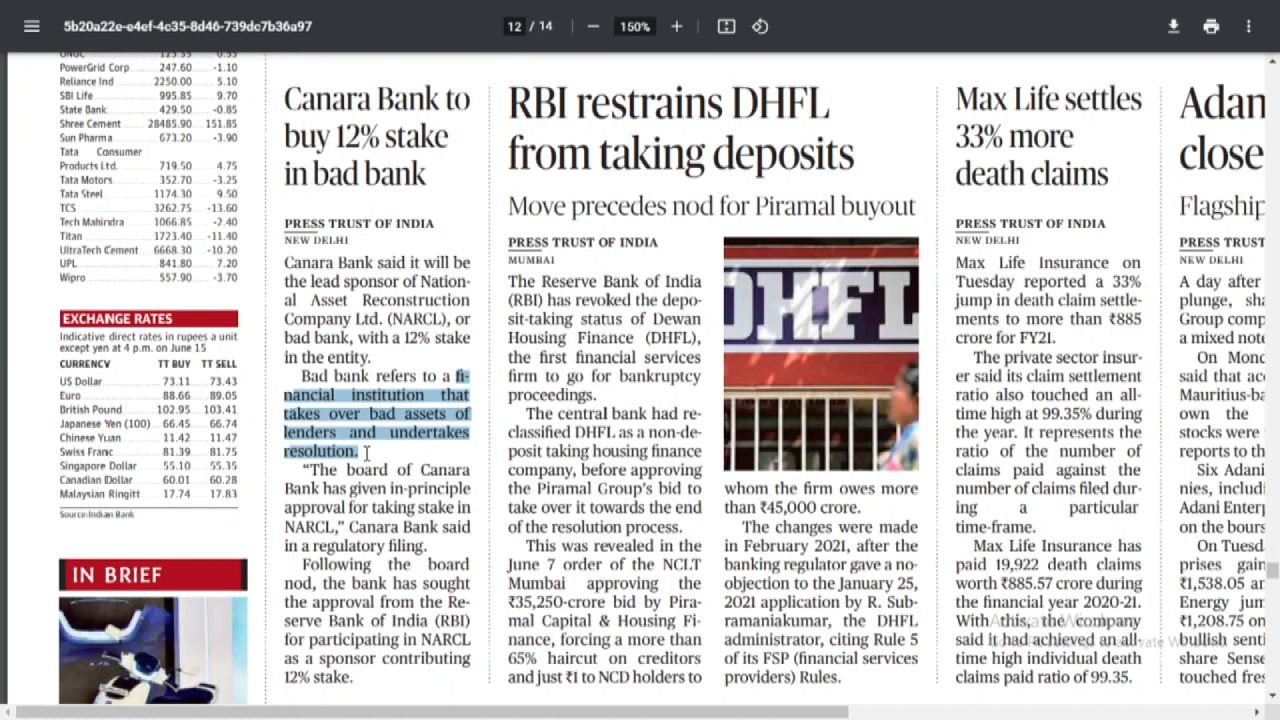 5b20a22e-e4ef-4c35-8d46-739dc7b36a97
12 / 14
150%
ONGC 125.35 0.55
PowerGrid Corp 247.60 -1.10
Reliance Ind 2250.00 5.10
SBI Life 995.85 9.70
State Bank 429.50 -0.85
Shree Cement 28485.90 151.85
Sun Pharma 673.20 -3.90
Tata Consumer
Products Ltd. 719.50 4.75
Tata Motors 352.70 -3.25
Tata Steel 1174.30 9.50
TCS 3262.75 -13.60
Tech Mahindra 1066.85 -2.40
Titan 1723.40 -11.40
UltraTech Cement 6668.30 -10.20
UPL 841.80 7.20
Wipro 557.90 -3.70
EXCHANGE RATES
Indicative direct rates in rupees a unit
except yen at 4 p.m. on June 15
CURRENCY TT BUY TT SELL
US Dollar 73.11 73.43
Euro 88.66 89.05
British Pound 102.95 103.41
Japanese Yen (100) 66.45 66.74
Chinese Yuan 11.42 11.47
Swiss Franc 81.39 81.75
Singapore Dollar 55.10 55.35
Canadian Dollar 60.01 60.28
Malaysian Ringitt 17.74 17.83
Source:Indian Bank
IN BRIEF
Canara Bank to
buy 12% stake
in bad bank
PRESS TRUST OF INDIA
NEW DELHI
Canara Bank said it will be
the lead sponsor of Nation-
al Asset Reconstruction
Company Ltd. (NARCL), or
bad bank, with a 12% stake
in the entity.
Bad bank refers to a fi-
nancial institution that
takes over bad assets of
lenders and undertakes
resolution.
“The board of Canara
Bank has given in-principle
approval for taking stake in
NARCL,” Canara Bank said
in a regulatory filing.
Following the board
nod, the bank has sought
the approval from the Re-
serve Bank of India (RBI)
for participating in NARCL
as a sponsor contributing
12% stake.
RBI restrains DHFL
from taking deposits
Move precedes nod for Piramal buyout
PRESS TRUST OF INDIA
MUMBAI
The Reserve Bank of India
(RBI) has revoked the depo-
sit-taking status of Dewan
Housing Finance (DHFL),
the first financial services
firm to go for bankruptcy
proceedings.
The central bank had re-
classified DHFL as a non-de-
posit taking housing finance
company, before approving
the Piramal Group's bid to
take over it towards the end
of the resolution process.
This was revealed in the
June 7 order of the NCLT
Mumbai approving the
₹35,250-crore bid by Pira-
mal Capital & Housing Fi-
nance, forcing a more than
65% haircut on creditors
and just ₹1 to NCD holders to
DHFL
whom the firm owes more
than ₹45,000 crore.
The changes were made
in February 2021, after the
banking regulator gave a no-
objection to the January 25,
2021 application by R. Sub-
ramaniakumar, the DHFL
administrator, citing Rule 5
of its FSP (financial services
providers) Rules.
Max Life settles
33% more
death claims
PRESS TRUST OF INDIA
NEW DELHI
Max Life Insurance on
Tuesday reported a 33%
jump in death claim settle-
ments to more than ₹885
crore for FY21.
The private sector insur-
er said its claim settlement
ratio also touched an all-
time high at 99.35% during
the year. It represents the
ratio of the number of
claims paid against the
number of claims filed dur-
ing a particular
time-frame.
Max Life Insurance has
paid 19,922 death claims
worth ₹885.57 crore during
the financial year 2020-21.
With this, the company
said it had achieved an all-
time high individual death
claims paid ratio of 99.35.
Adan
close
Flagship
PRESS TRUST
NEW DELHI
A day after
plunge, sha
Group comp
a mixed note
On Mond
said that acc
Mauritius-ba
own the
stocks were
reports to th
Six Adani
nies, includi
Adani Enterp
on the bours
On Tuesd
prises gain
₹1,538.05 an
Energy jum
₹1,208.75 on
bullish senti
share Sense
touched fres
Activate Windows